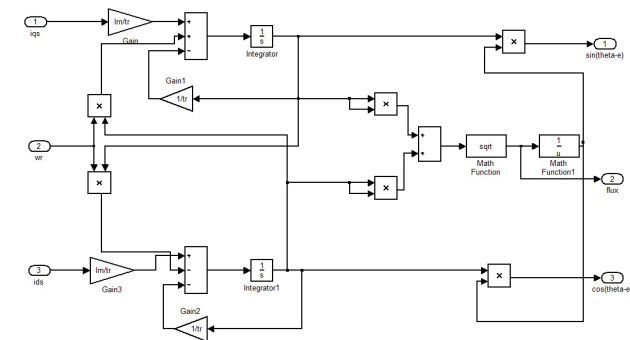 1
iqs
lm/tr
Gain
+
+
−
1
s
Integrator
×
1
sin(theta-e)
Gain1
1/tr
×
×
2
wr
+
+
sqrt
Math
Function
1
u
Math
Function1
2
flux
×
×
3
ids
lm/tr
Gain3
+
−
−
1
s
Integrator1
×
3
cos(theta-e
Gain2
1/tr